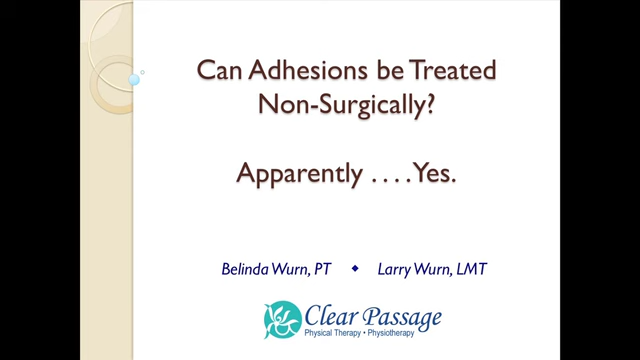 Can Adhesions be Treated
Non-Surgically?
Apparently . . . . Yes.
Belinda Wurn, PT ◆ Larry Wurn, LMT
Clear Passage
Physical Therapy • Physiotherapy